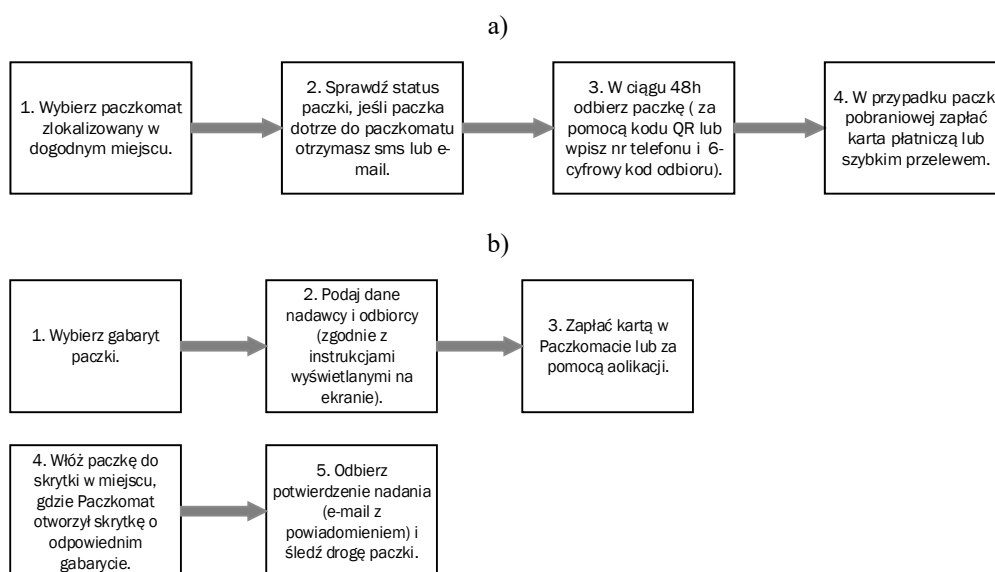 a)
1. Wybierz paczkomat
zlokalizowany w
dogodnym miejscu.
2. Sprawdź status
paczki, jeśli paczka
dotrze do paczkomatu
otrzymasz sms lub e-
mail.
3. W ciągu 48h
odbierz paczkę ( za
pomocą kodu QR lub
wpisz nr telefonu i 6-
cyfrowy kod odbioru).
4. W przypadku paczk
pobraniowej zapłać
karta płatniczą lub
szybkim przelewem.
b)
1. Wybierz gabaryt
paczki.
2. Podaj dane
nadawcy i odbiorcy
(zgodnie z
instrukcjami
wyświetlanymi na
ekranie).
3. Zapłać kartą w
Paczkomacie lub za
pomocą aolikacji.
4. Włóż paczkę do
skrytki w miejscu,
gdzie Paczkomat
otworzył skrytkę o
odpowiednim
gabarycie.
5. Odbierz
potwierdzenie nadania
(e-mail z
powiadomieniem) i
śledź drogę paczki.